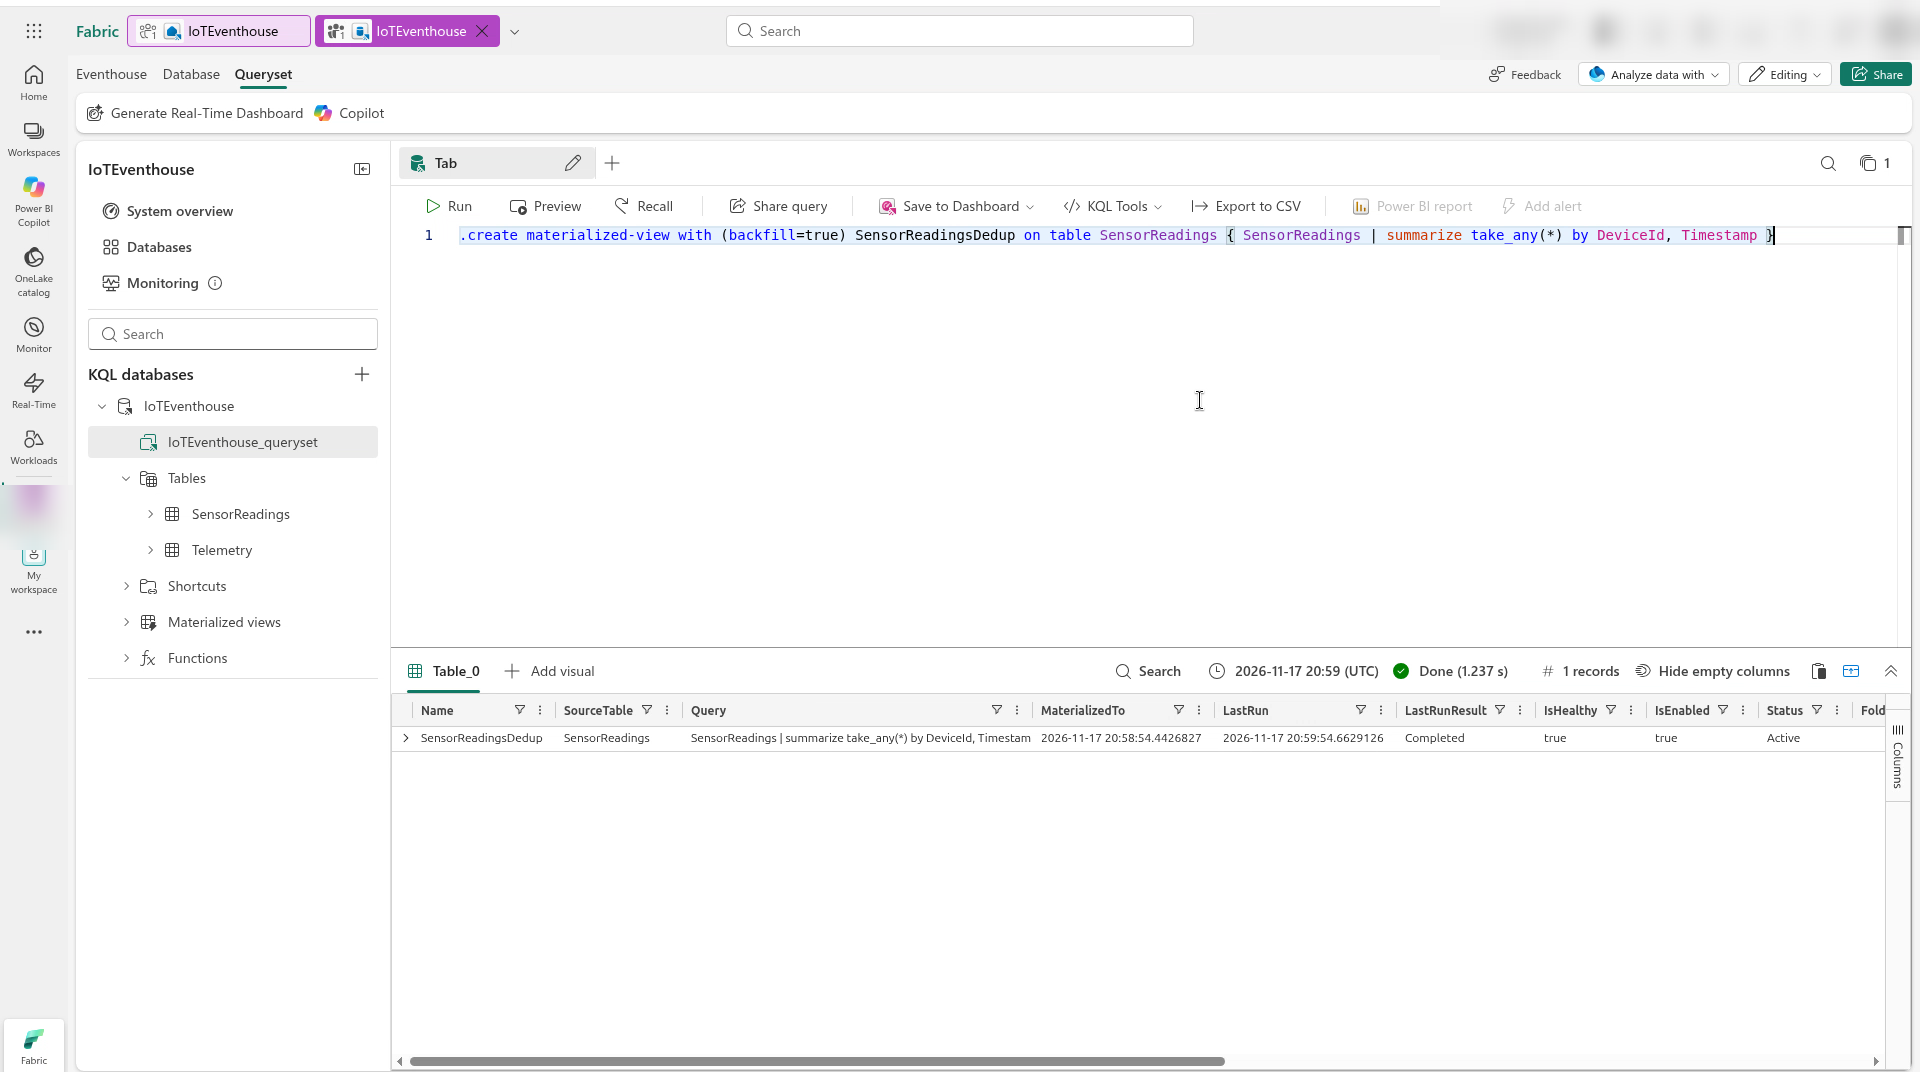 Fabric
IoTEventhouse
IoTEventhouse
Search
Home
Workspaces
Power BI
Copilot
OneLake
catalog
Monitor
Real-Time
Workloads
My
workspace
Fabric
Eventhouse
Database
Queryset
Feedback
Analyze data with
Editing
Share
Generate Real-Time Dashboard
Copilot
IoTEventhouse
System overview
Databases
Monitoring
Search
KQL databases
IoTEventhouse
IoTEventhouse_queryset
Tables
SensorReadings
Telemetry
Shortcuts
Materialized views
Functions
Tab
1
Run
Preview
Recall
Share query
Save to Dashboard
KQL Tools
Export to CSV
Power BI report
Add alert
1 .create materialized-view with (backfill=true) SensorReadingsDedup on table SensorReadings { SensorReadings | summarize take_any(*) by DeviceId, Timestamp }
Table_0
Add visual
Search
2026-11-17 20:59 (UTC)
Done (1.237 s)
1 records
Hide empty columns
Name SourceTable Query MaterializedTo LastRun LastRunResult IsHealthy IsEnabled Status Fold
SensorReadingsDedup SensorReadings SensorReadings | summarize take_any(*) by DeviceId, Timestam 2026-11-17 20:58:54.4426827 2026-11-17 20:59:54.6629126 Completed true true Active
Columns